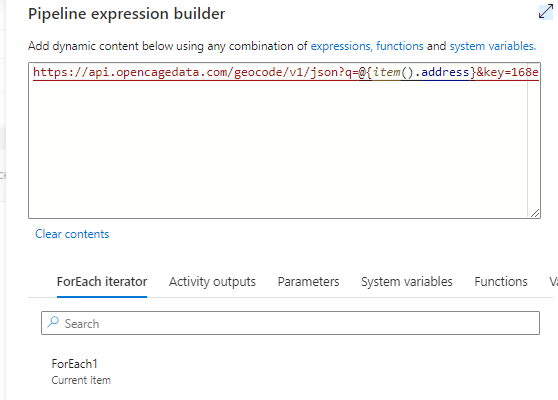 Pipeline expression builder
Add dynamic content below using any combination of expressions, functions and system variables.
https://api.opencagedata.com/geocode/v1/json?q=@{item().address}&key=168e
Clear contents
ForEach iterator Activity outputs Parameters System variables Functions
Search
ForEach1
Current item